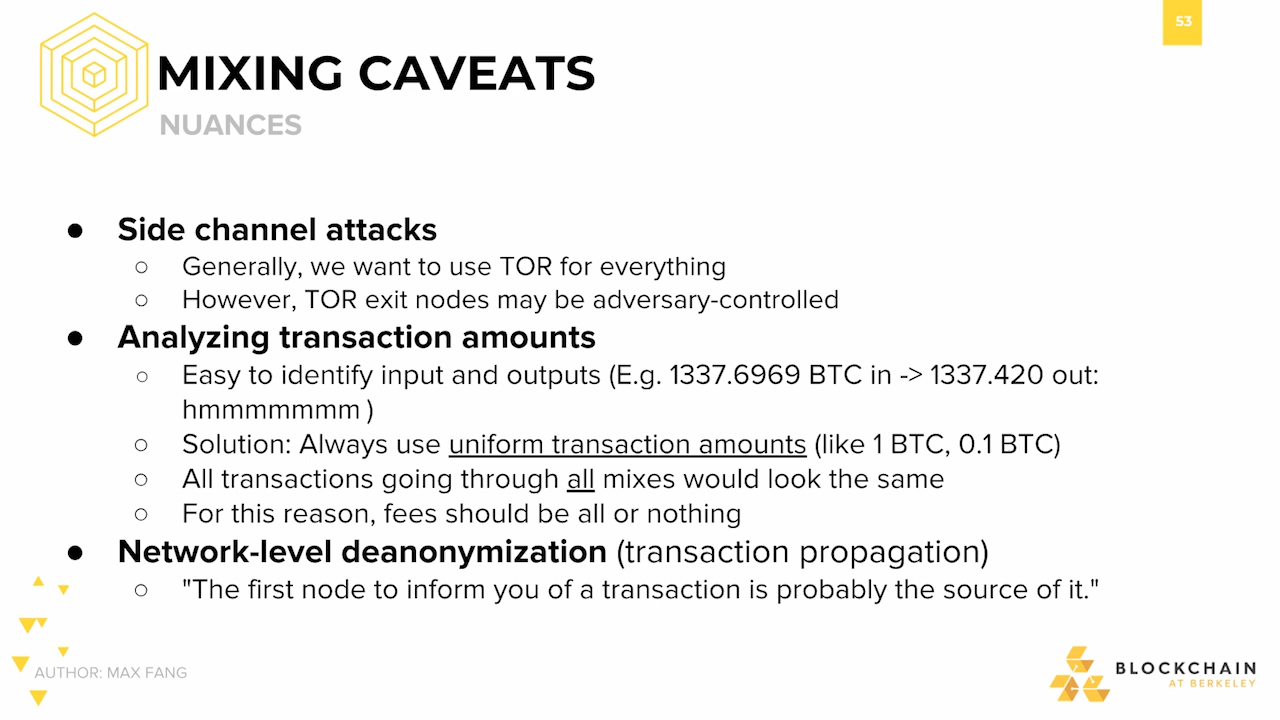 53
MIXING CAVEATS
NUANCES
● Side channel attacks
○ Generally, we want to use TOR for everything
○ However, TOR exit nodes may be adversary-controlled
● Analyzing transaction amounts
○ Easy to identify input and outputs (E.g. 1337.6969 BTC in -> 1337.420 out:
hmmmmmmm )
○ Solution: Always use uniform transaction amounts (like 1 BTC, 0.1 BTC)
○ All transactions going through all mixes would look the same
○ For this reason, fees should be all or nothing
● Network-level deanonymization (transaction propagation)
○ "The first node to inform you of a transaction is probably the source of it."
AUTHOR: MAX FANG
BLOCKCHAIN
AT BERKELEY